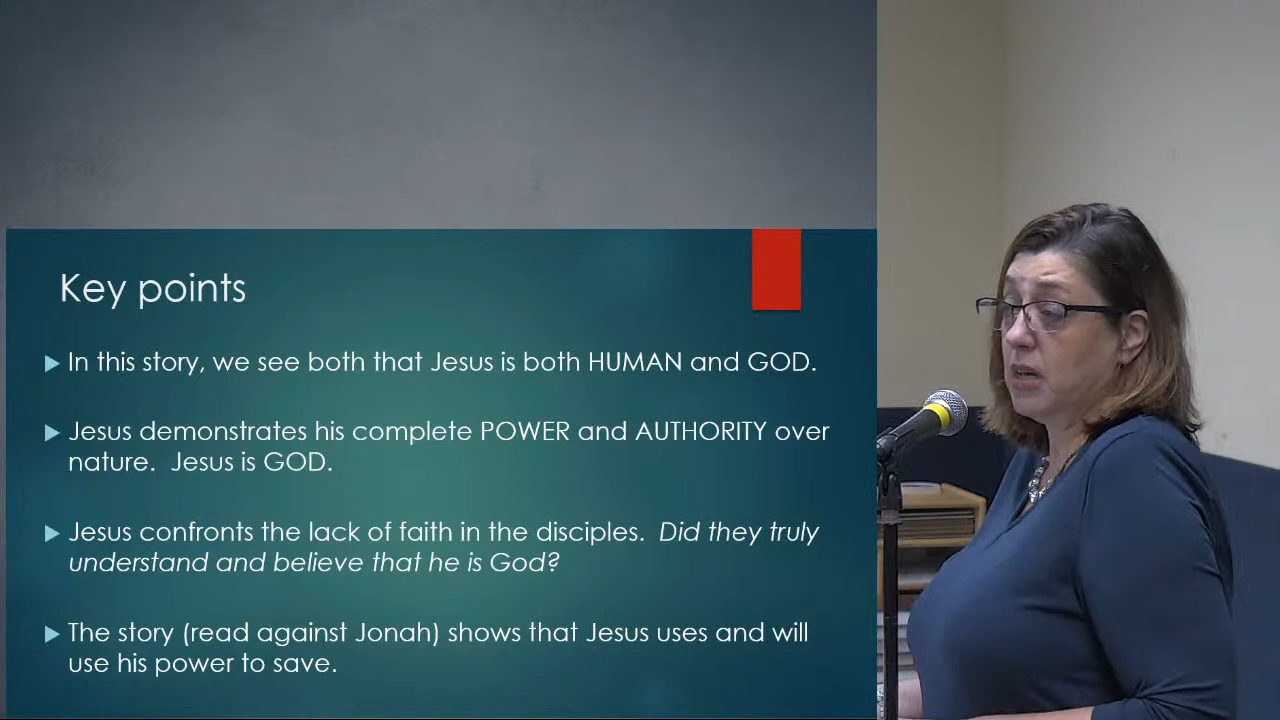 Key points
In this story, we see both that Jesus is both HUMAN and GOD.
Jesus demonstrates his complete POWER and AUTHORITY over
nature.  Jesus is GOD.
Jesus confronts the lack of faith in the disciples.  Did they truly
understand and believe that he is God?
The story (read against Jonah) shows that Jesus uses and will
use his power to save.